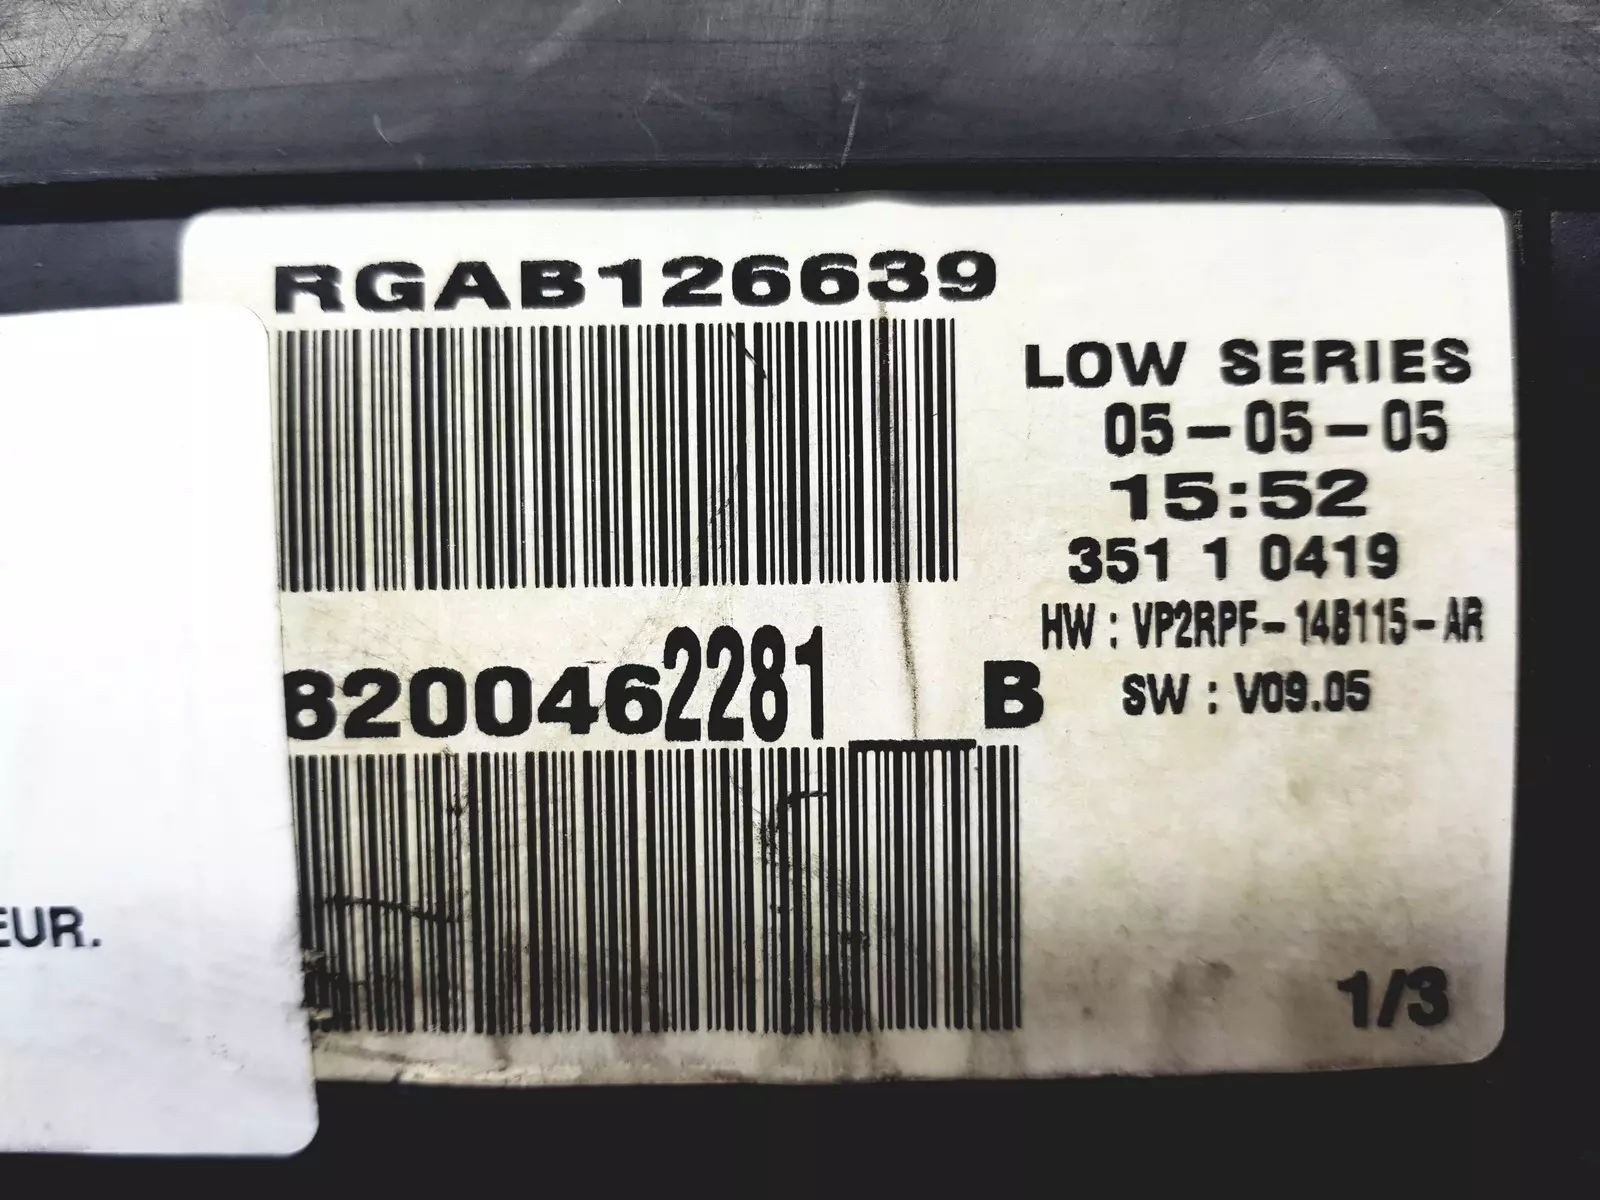 RGAB126639
LOW SERIES
05-05-05
15:52
351 1 0419
HW : VP2RPF-14B115-AR
8200462281 B
SW : V09.05
EUR.
1/3